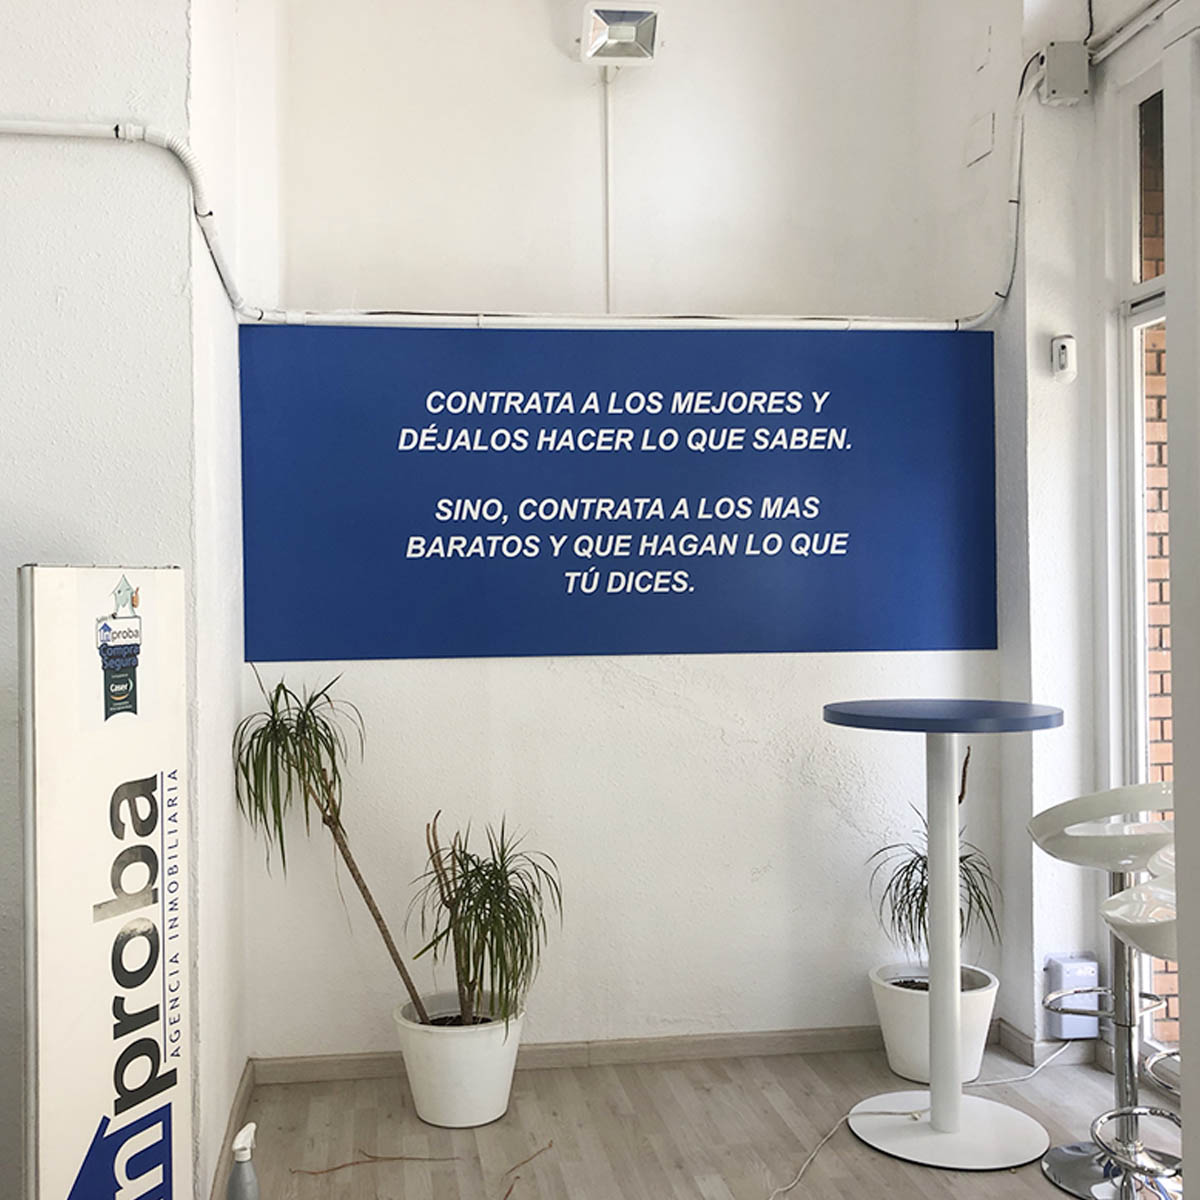 CONTRATA A LOS MEJORES Y
DÉJALOS HACER LO QUE SABEN.
SINO, CONTRATA A LOS MAS
BARATOS Y QUE HAGAN LO QUE
TÚ DICES.
inproba
Compra
Segura
Caser
inproba
AGENCIA INMOBILIARIA